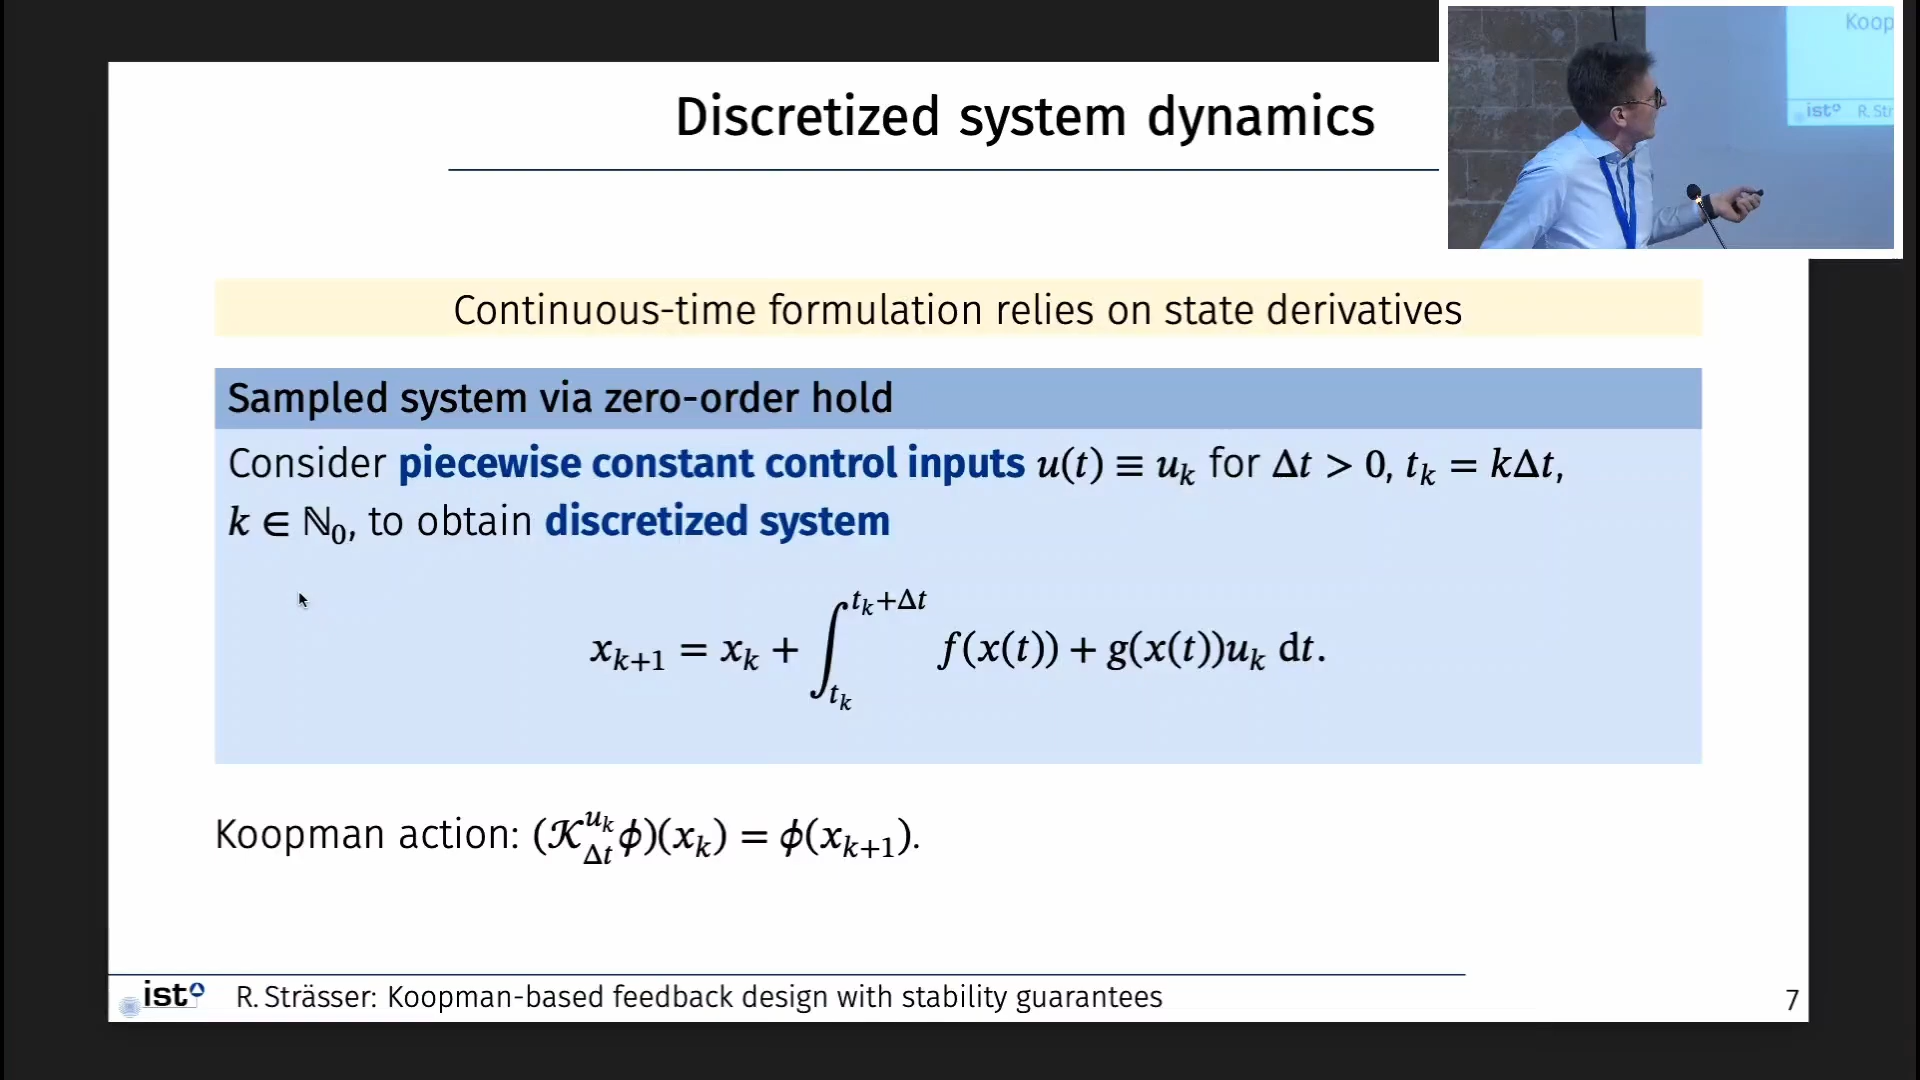 Discretized system dynamics
Koop
ist
R. Str
Continuous-time formulation relies on state derivatives
Sampled system via zero-order hold
Consider piecewise constant control inputs u(t) ≡ u_k for Δt > 0, t_k = kΔt,
k ∈ ℕ_0, to obtain discretized system
x_{k+1} = x_k + ∫_{t_k}^{t_k+Δt} f(x(t)) + g(x(t))u_k dt.
Koopman action: (𝒦_{Δt}^{u_k} ϕ)(x_k) = ϕ(x_{k+1}).
ist
R. Strässer: Koopman-based feedback design with stability guarantees
7